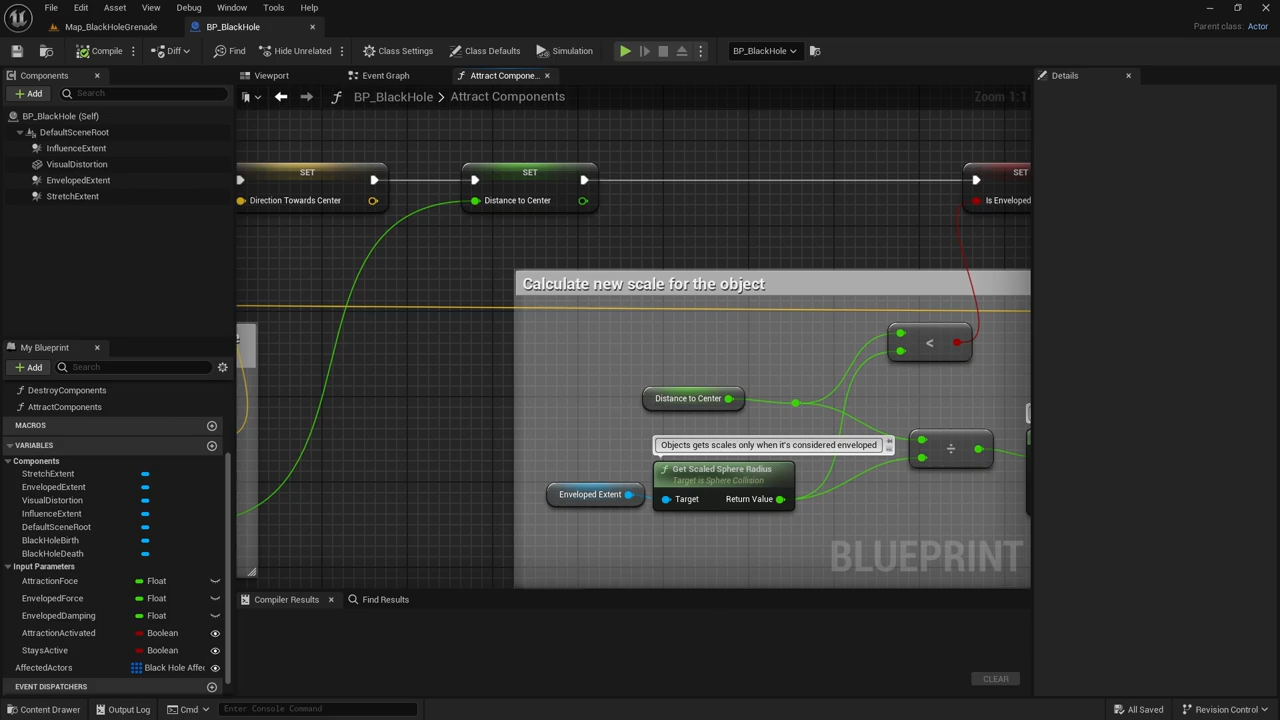 File Edit Asset View Debug Window Tools Help
Map_BlackHoleGrenade
BP_BlackHole
Parent class: Actor
Compile
Diff
Find
Hide Unrelated
Class Settings
Class Defaults
Simulation
BP_BlackHole
Components
Viewport
Event Graph
Attract Compone...
Details
Add
Search
BP_BlackHole > Attract Components
Zoom 1:1
BP_BlackHole (Self)
DefaultSceneRoot
InfluenceExtent
VisualDistortion
EnvelopedExtent
StretchExtent
SET
Direction Towards Center
SET
Distance to Center
SET
Is Enveloped
Calculate new scale for the object
<
Distance to Center
Objects gets scales only when it's considered enveloped
÷
Get Scaled Sphere Radius
Target is Sphere Collision
Enveloped Extent
Target
Return Value
BLUEPRINT
My Blueprint
Add
Search
DestroyComponents
AttractComponents
MACROS
VARIABLES
Components
StretchExtent
EnvelopedExtent
VisualDistortion
InfluenceExtent
DefaultSceneRoot
BlackHoleBirth
BlackHoleDeath
Input Parameters
AttractionFoce Float
EnvelopedForce Float
EnvelopedDamping Float
AttractionActivated Boolean
StaysActive Boolean
AffectedActors Black Hole Affec
EVENT DISPATCHERS
Compiler Results
Find Results
CLEAR
Content Drawer
Output Log
Cmd
Enter Console Command
All Saved
Revision Control